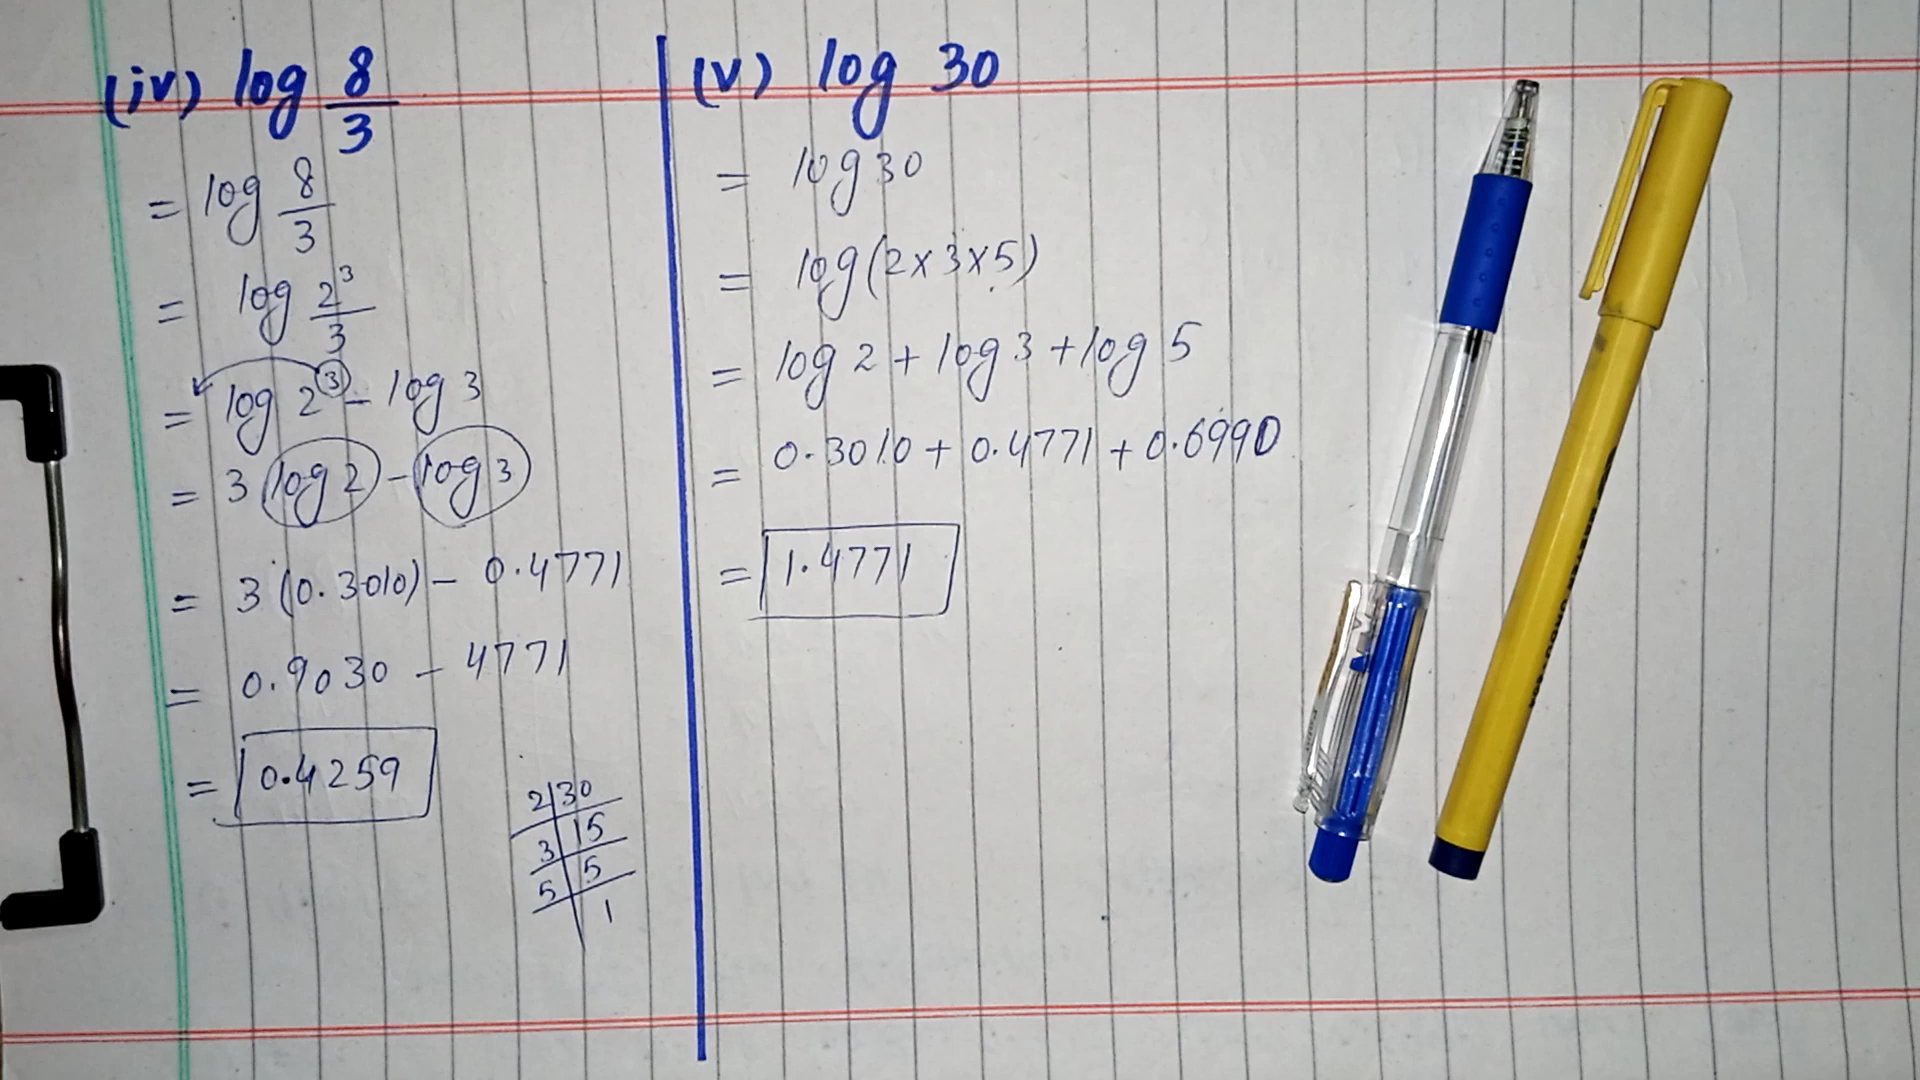 (iv) log 8/3
= log 8/3
= log 2³/3
= log 2³ - log 3
= 3 log 2 - log 3
= 3 (0.3010) - 0.4771
= 0.9030 - 4771
= 0.4259
2 | 30
3 | 15
5 | 5
1
(v) log 30
= log 30
= log (2 x 3 x 5)
= log 2 + log 3 + log 5
= 0.3010 + 0.4771 + 0.6990
= 1.4771